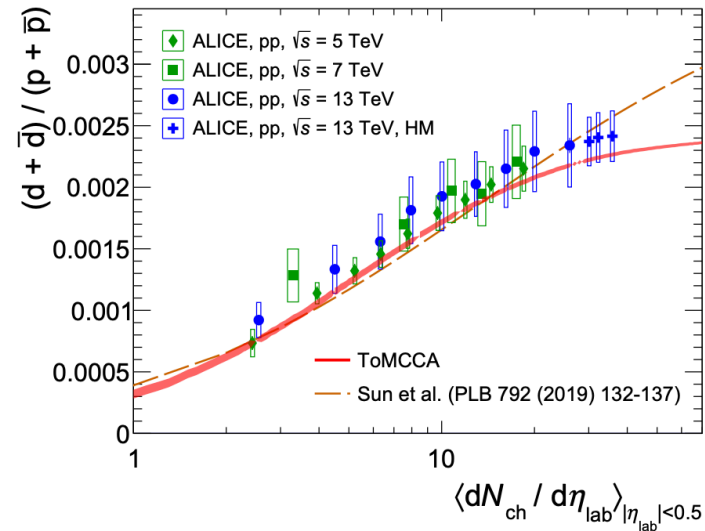 (d + d̅) / (p + p̅)
0.003
0.0025
0.002
0.0015
0.001
0.0005
0
ALICE, pp, √s = 5 TeV
ALICE, pp, √s = 7 TeV
ALICE, pp, √s = 13 TeV
ALICE, pp, √s = 13 TeV, HM
ToMCCA
Sun et al. (PLB 792 (2019) 132-137)
1
10
⟨dN_ch / dη_lab⟩_|η_lab|<0.5